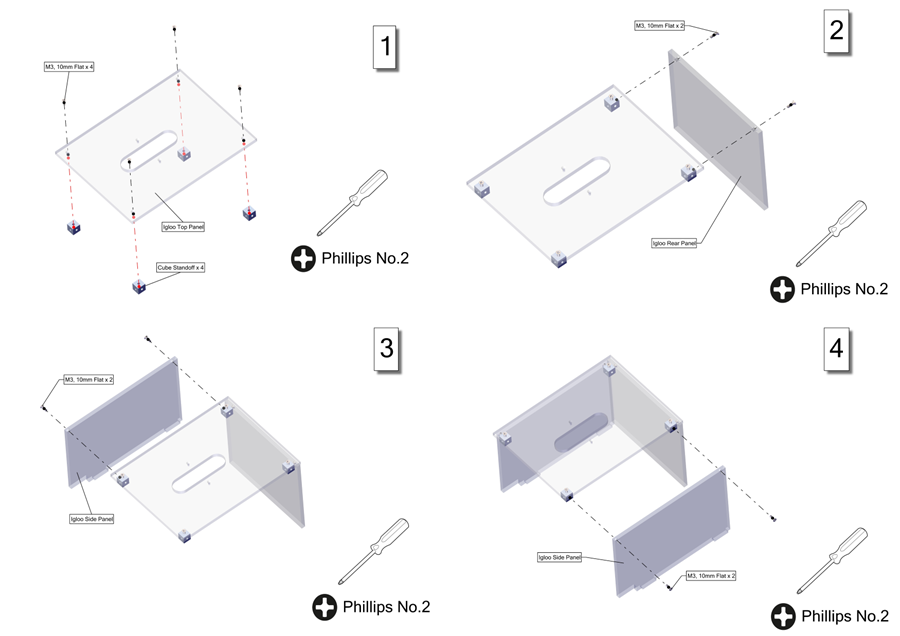 1
M3, 10mm Flat x 4
Igloo Top Panel
Cube Standoff x 4
Phillips No.2
2
M3, 10mm Flat x 2
Igloo Rear Panel
Phillips No.2
3
M3, 10mm Flat x 2
Igloo Side Panel
Phillips No.2
4
Igloo Side Panel
M3, 10mm Flat x 2
Phillips No.2